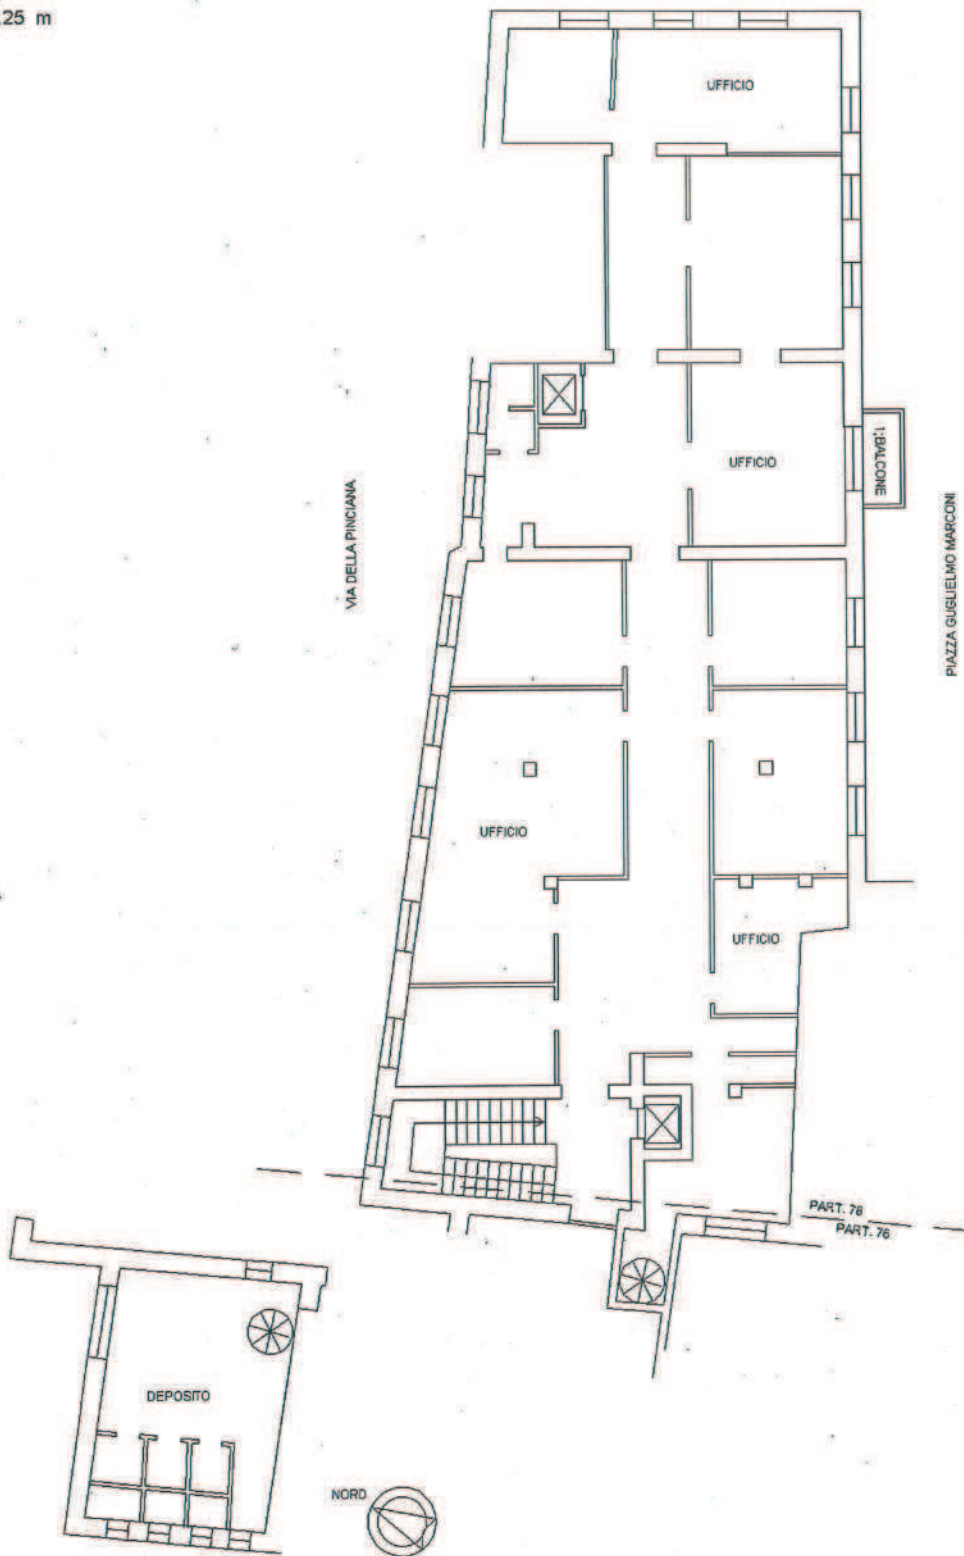 .25 m
UFFICIO
UFFICIO
1:BALCONE
VIA DELLA PINCIANA
PIAZZA GUGLIELMO MARCONI
UFFICIO
UFFICIO
PART. 78
PART. 76
DEPOSITO
NORD